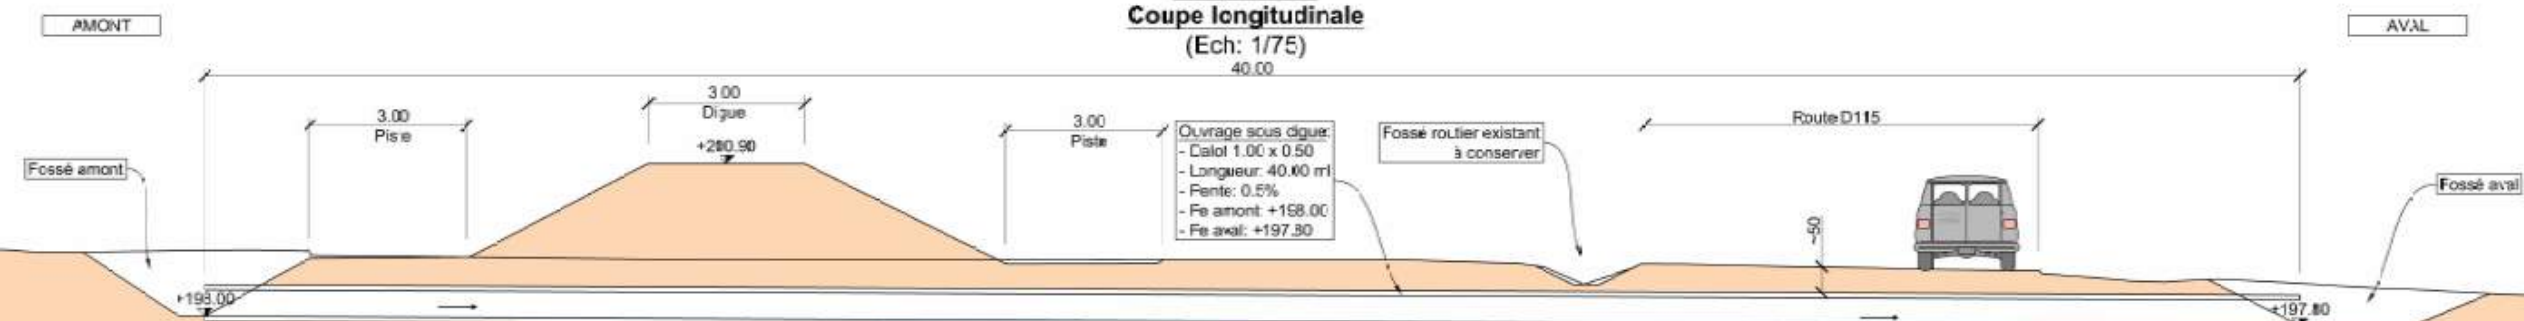 AMONT
Coupe longitudinale
(Ech: 1/75)
AVAL
40.00
3.00
Piste
3.00
Digue
+200.90
3.00
Piste
Ouvrage sous digue:
- Dalot 1.00 x 0.50
- Longueur: 40.00 ml
- Pente: 0.5%
- Fe amont: +198.00
- Fe aval: +197.80
Fossé routier existant
à conserver
Route D115
Fossé amont
Fossé aval
~50
+198.00
+197.80